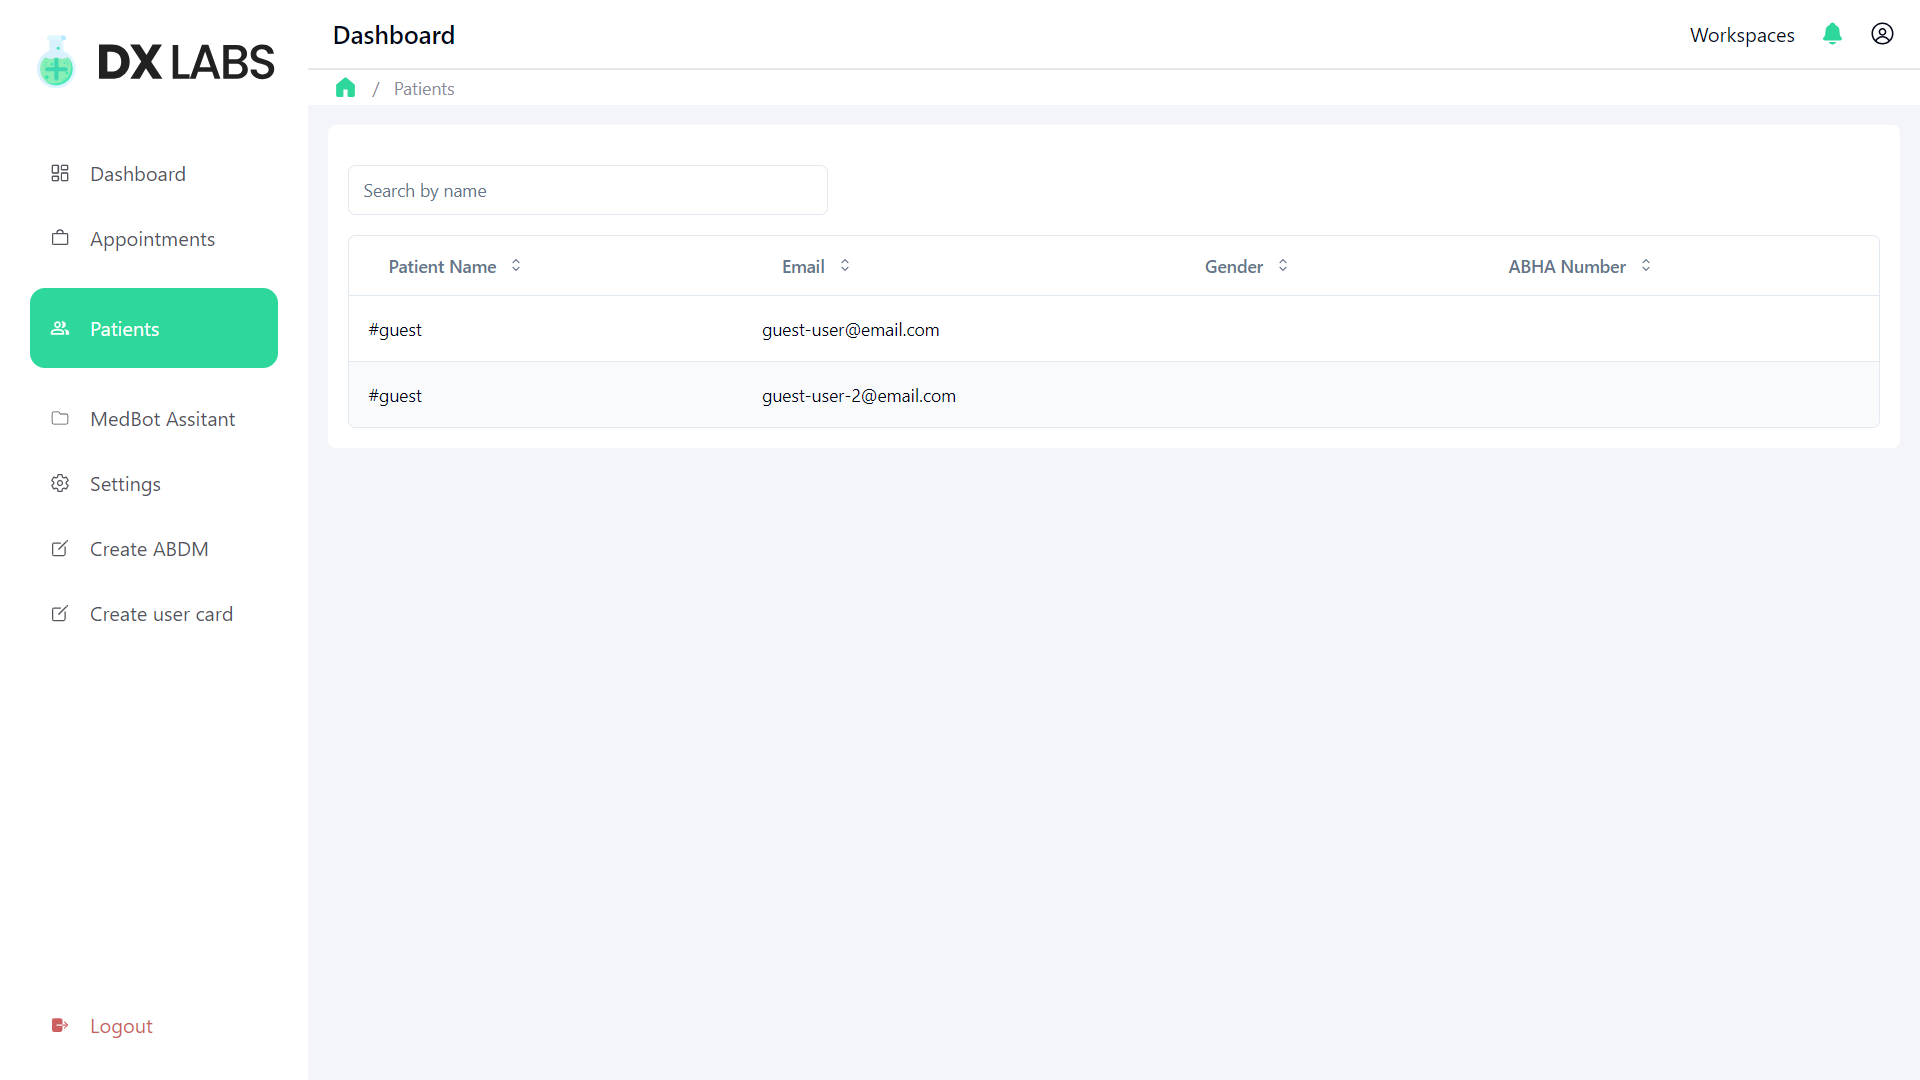 DX LABS
Dashboard
Appointments
Patients
MedBot Assitant
Settings
Create ABDM
Create user card
Logout
Dashboard
Workspaces
/ Patients
Search by name
Patient Name Email Gender ABHA Number
#guest guest-user@email.com
#guest guest-user-2@email.com